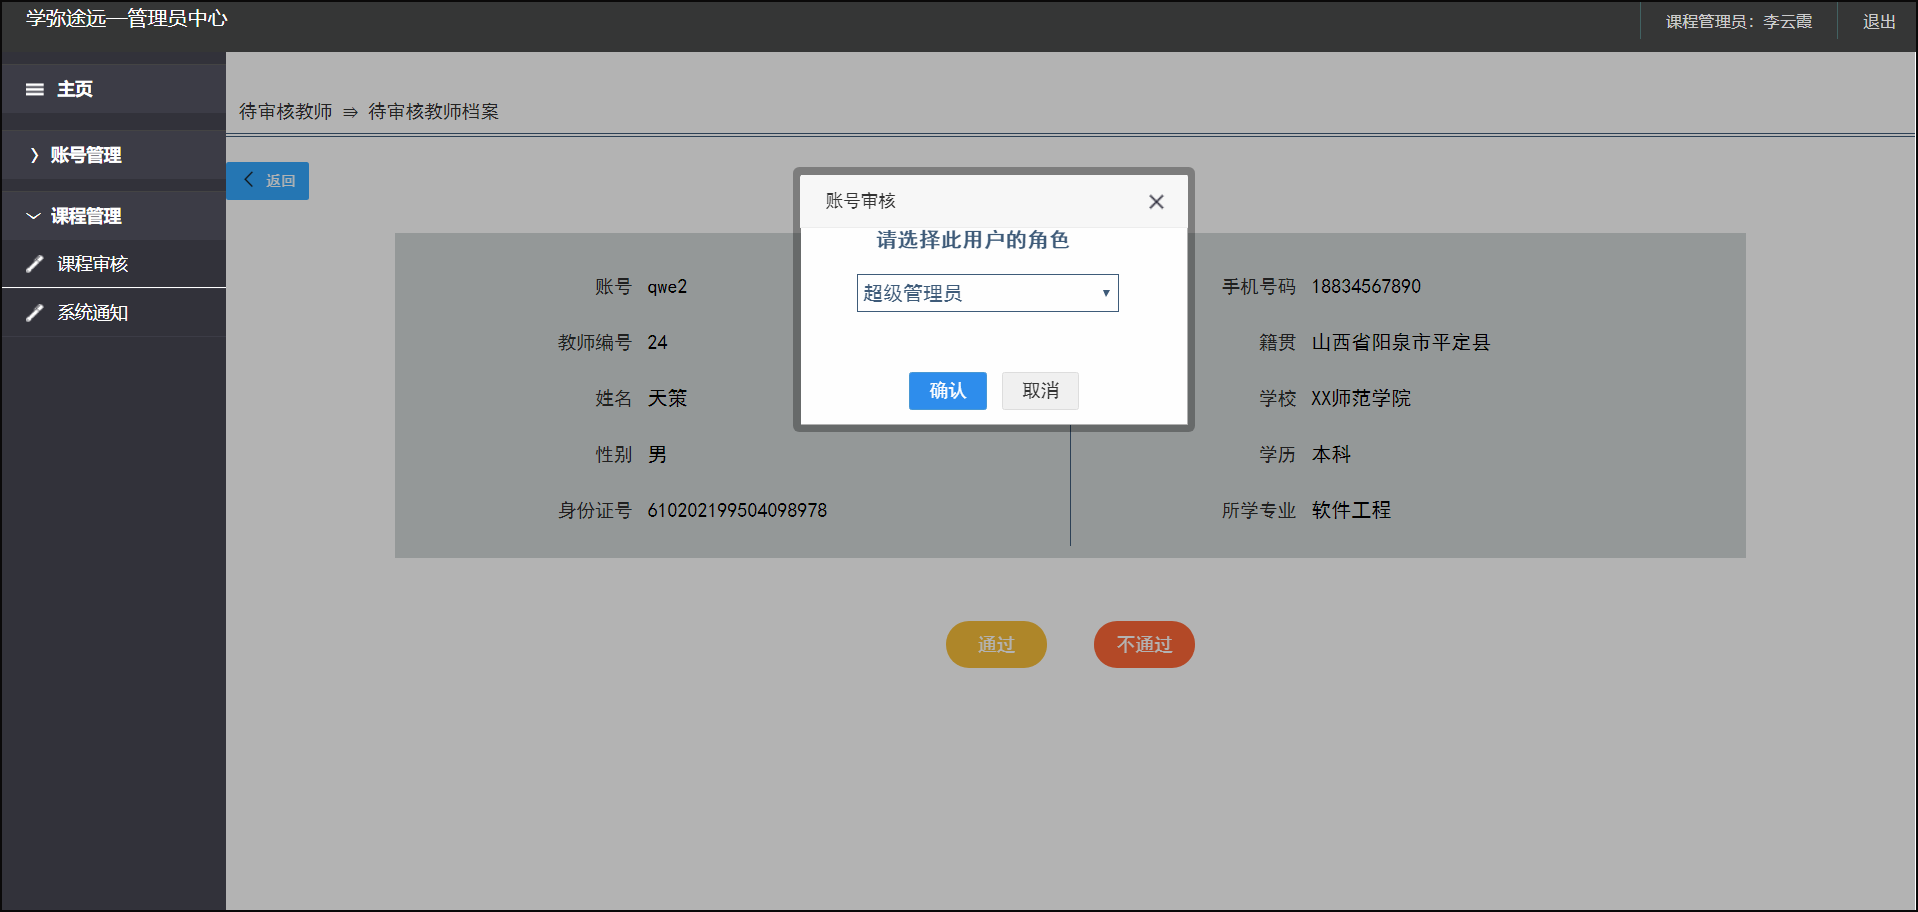 学弥途远—管理员中心
课程管理员：李云霞
退出
主页
账号管理
课程管理
课程审核
系统通知
待审核教师 ⇛ 待审核教师档案
返回
账号审核
请选择此用户的角色
超级管理员
确认
取消
账号 qwe2
教师编号 24
姓名 天策
性别 男
身份证号 610202199504098978
手机号码 18834567890
籍贯 山西省阳泉市平定县
学校 XX师范学院
学历 本科
所学专业 软件工程
通过
不通过